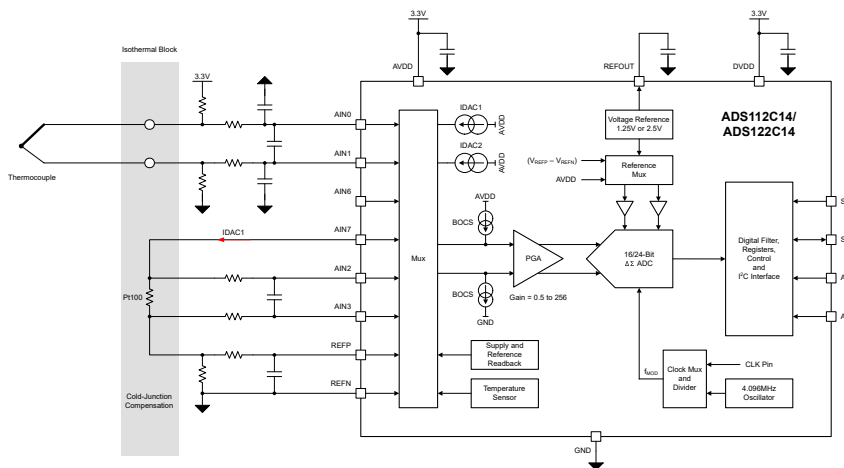 3.3V
3.3V
Isothermal Block
3.3V
AVDD
REFOUT
DVDD
ADS112C14/
ADS122C14
Voltage Reference
1.25V or 2.5V
IDAC1
AVDD
AIN0
IDAC2
AVDD
AIN1
(VREFP – VREFN)
AVDD
Reference
Mux
Thermocouple
AIN6
AVDD
BOCS
IDAC1
AIN7
Mux
PGA
16/24-Bit
ΔΣ ADC
Digital Filter,
Registers,
Control
and
I2C Interface
S
S
A
A
AIN2
BOCS
Gain = 0.5 to 256
Pt100
AIN3
GND
REFP
Supply and
Reference
Readback
fMOD
Clock Mux
and
Divider
CLK Pin
REFN
Temperature
Sensor
4.096MHz
Oscillator
Cold-Junction
Compensation
GND